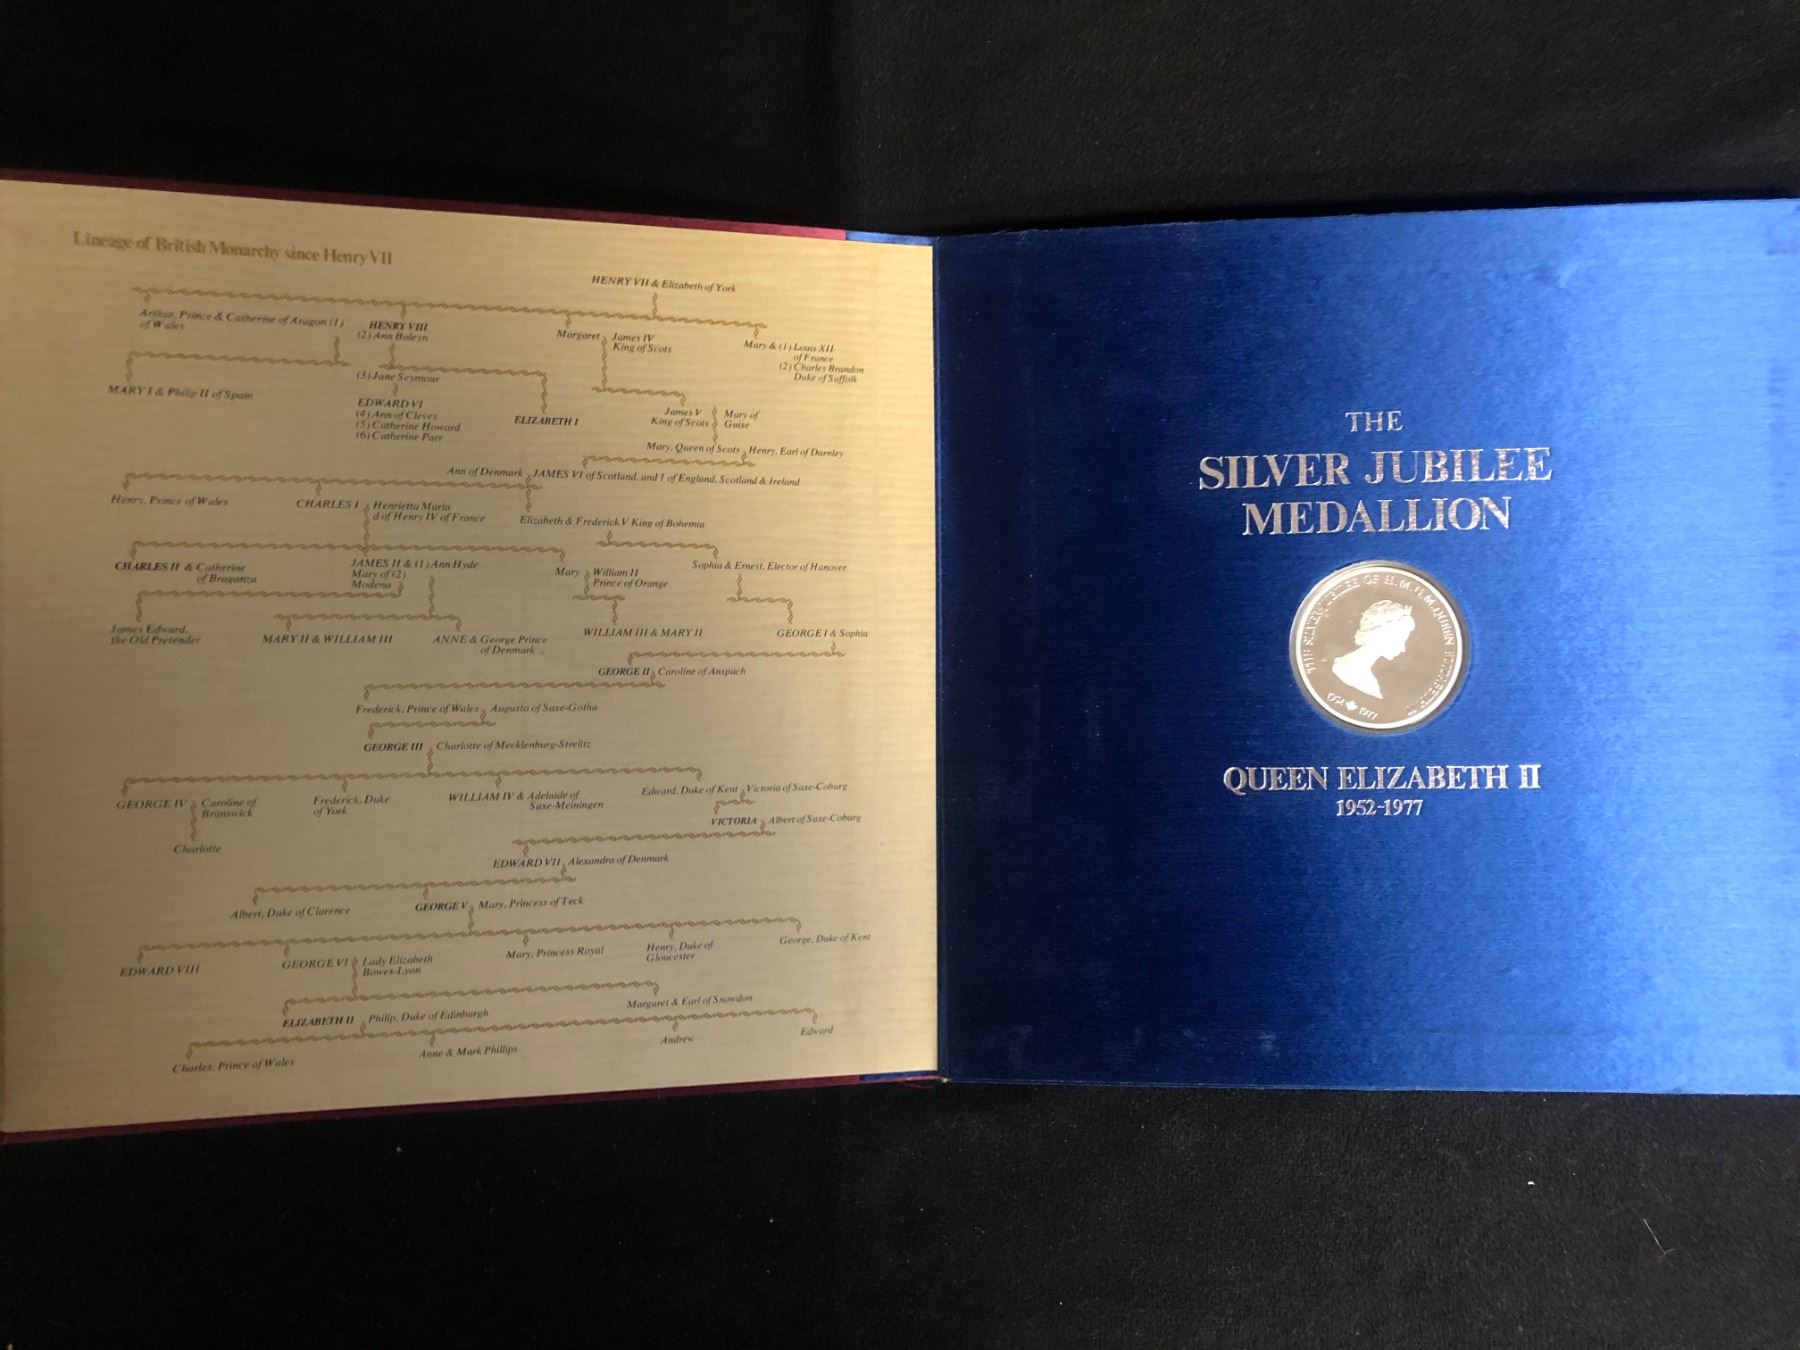 Lineage of British Monarchy since Henry VII
HENRY VII & Elizabeth of York
Arthur, Prince & Catherine of Aragon (1)
of Wales
HENRY VIII
(2) Ann Boleyn
Margaret
James IV
King of Scots
Mary & (1) Louis XII
of France
(2) Charles Brandon
Duke of Suffolk
(3) Jane Seymour
MARY I & Philip II of Spain
EDWARD VI
(4) Ann of Cleves
(5) Catherine Howard
(6) Catherine Parr
ELIZABETH I
James V
King of Scots
Mary of
Guise
Mary, Queen of Scots
Henry, Earl of Darnley
Ann of Denmark
JAMES VI of Scotland, and I of England, Scotland & Ireland
Henry, Prince of Wales
CHARLES I
Henrietta Maria
d of Henry IV of France
Elizabeth & Frederick V King of Bohemia
CHARLES II & Catherine
of Braganza
JAMES II & (1) Ann Hyde
Mary of (2)
Modena
Mary
William II
Prince of Orange
Sophia & Ernest, Elector of Hanover
James Edward,
the Old Pretender
MARY II & WILLIAM III
ANNE & George Prince
of Denmark
WILLIAM III & MARY II
GEORGE I & Sophia
GEORGE II
Caroline of Anspach
Frederick, Prince of Wales
Augusta of Saxe-Gotha
GEORGE III
Charlotte of Mecklenburg-Strelitz
GEORGE IV
Caroline of
Brunswick
Frederick, Duke
of York
WILLIAM IV & Adelaide of
Saxe-Meiningen
Edward, Duke of Kent
Victoria of Saxe-Coburg
VICTORIA
Albert of Saxe-Coburg
Charlotte
EDWARD VII
Alexandra of Denmark
Albert, Duke of Clarence
GEORGE V
Mary, Princess of Teck
EDWARD VIII
GEORGE VI
Lady Elizabeth
Bowes-Lyon
Mary, Princess Royal
Henry, Duke of
Gloucester
George, Duke of Kent
Margaret & Earl of Snowdon
ELIZABETH II
Philip, Duke of Edinburgh
Charles, Prince of Wales
Anne & Mark Phillips
Andrew
Edward
THE
SILVER JUBILEE
MEDALLION
THE SILVER JUBILEE OF H.M. QUEEN ELIZABETH II
1952 1977
QUEEN ELIZABETH II
1952-1977